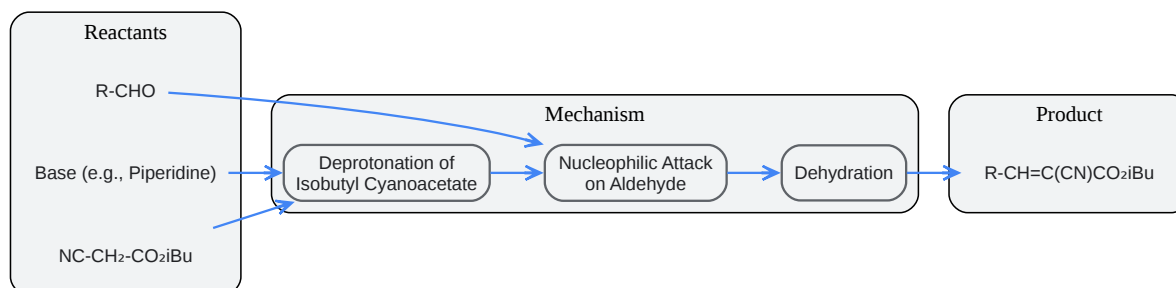 Reactants
R-CHO
Base (e.g., Piperidine)
NC-CH₂-CO₂iBu
Mechanism
Deprotonation of
Isobutyl Cyanoacetate
Nucleophilic Attack
on Aldehyde
Dehydration
Product
R-CH=C(CN)CO₂iBu